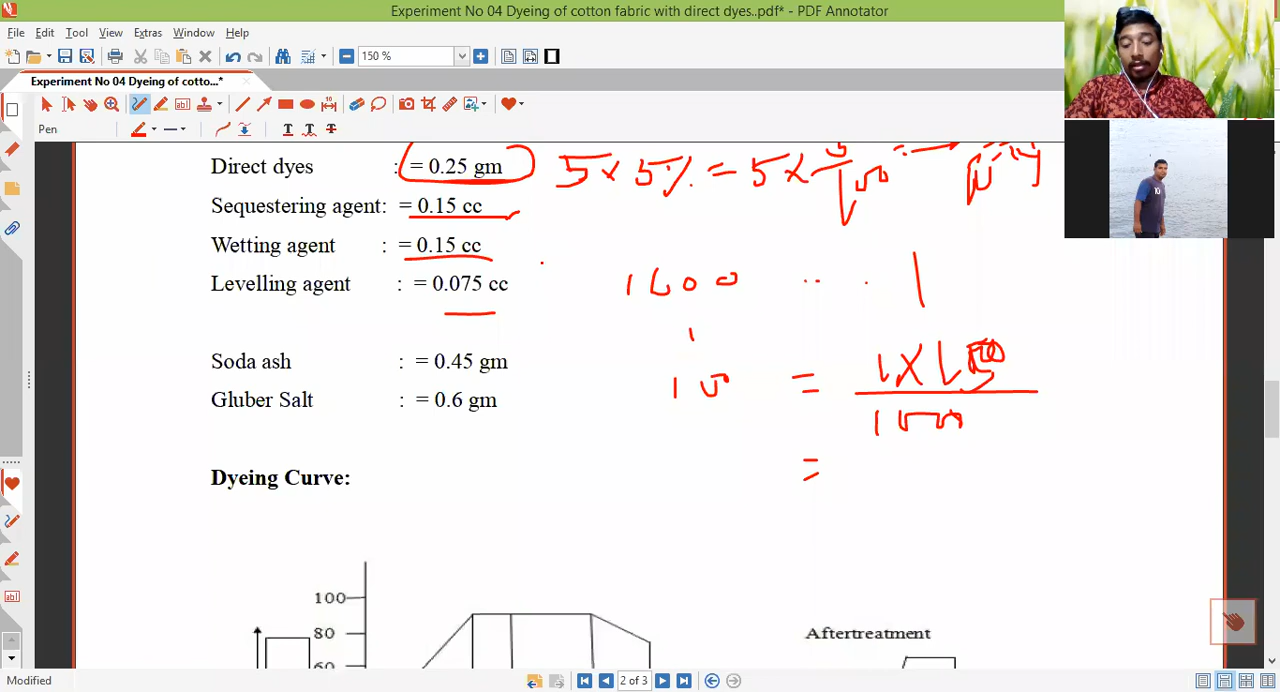 Experiment No 04 Dyeing of cotton fabric with direct dyes..pdf* - PDF Annotator
File Edit Tool View Extras Window Help
150 %
Experiment No 04 Dyeing of cotto...*
Pen
Direct dyes : = 0.25 gm 5 × 5% = 5 ×
Sequestering agent: = 0.15 cc
Wetting agent : = 0.15 cc
Levelling agent : = 0.075 cc
1000 ... 1
Soda ash : = 0.45 gm
Gluber Salt : = 0.6 gm
=
=
Dyeing Curve:
100
80
60
Aftertreatment
Modified
2 of 3